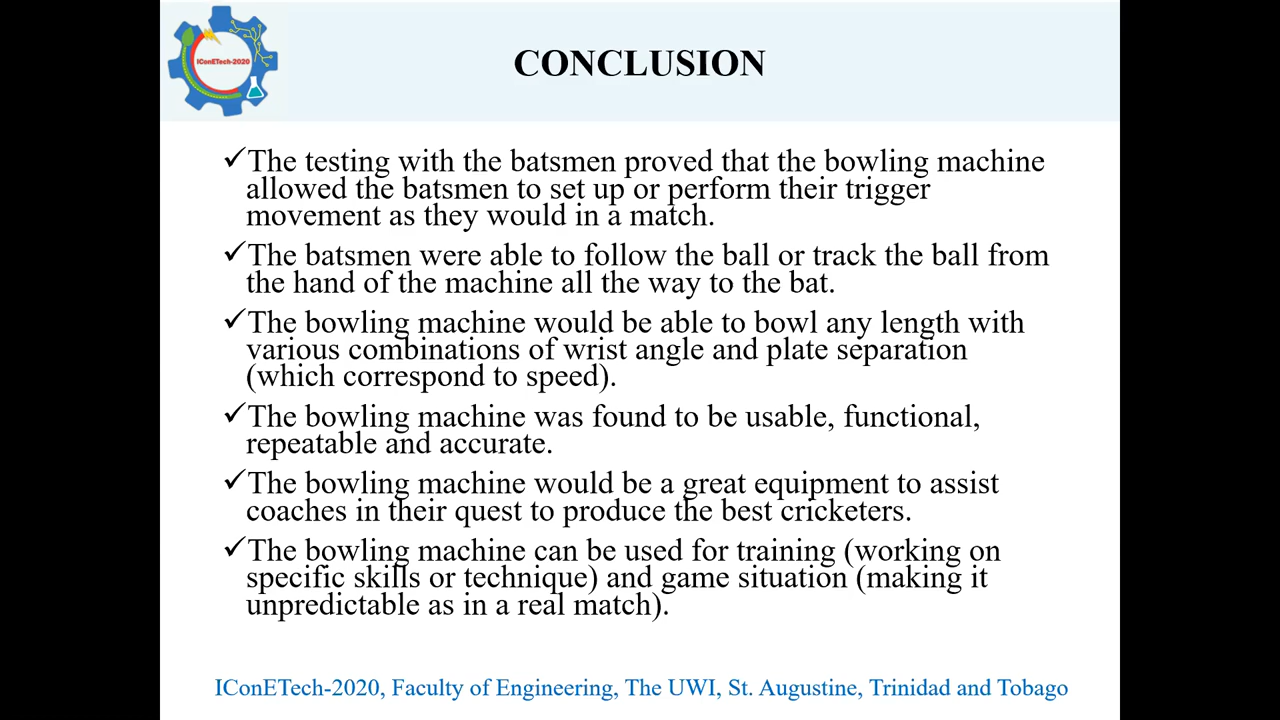 IConETech-2020
CONCLUSION
✓The testing with the batsmen proved that the bowling machine
allowed the batsmen to set up or perform their trigger
movement as they would in a match.
✓The batsmen were able to follow the ball or track the ball from
the hand of the machine all the way to the bat.
✓The bowling machine would be able to bowl any length with
various combinations of wrist angle and plate separation
(which correspond to speed).
✓The bowling machine was found to be usable, functional,
repeatable and accurate.
✓The bowling machine would be a great equipment to assist
coaches in their quest to produce the best cricketers.
✓The bowling machine can be used for training (working on
specific skills or technique) and game situation (making it
unpredictable as in a real match).
IConETech-2020, Faculty of Engineering, The UWI, St. Augustine, Trinidad and Tobago